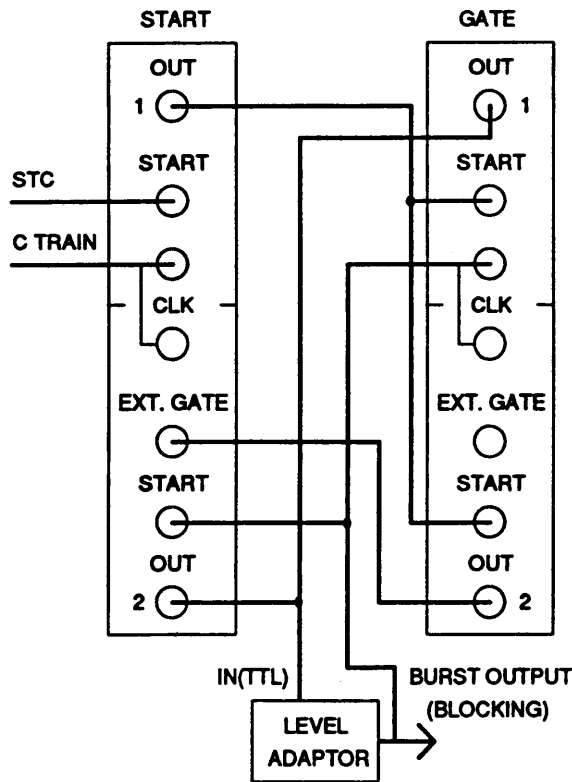 START
OUT
1
START
STC
C TRAIN
CLK
EXT. GATE
START
OUT
2
GATE
OUT
1
START
CLK
EXT. GATE
START
OUT
2
IN(TTL)
LEVEL
ADAPTOR
BURST OUTPUT
(BLOCKING)